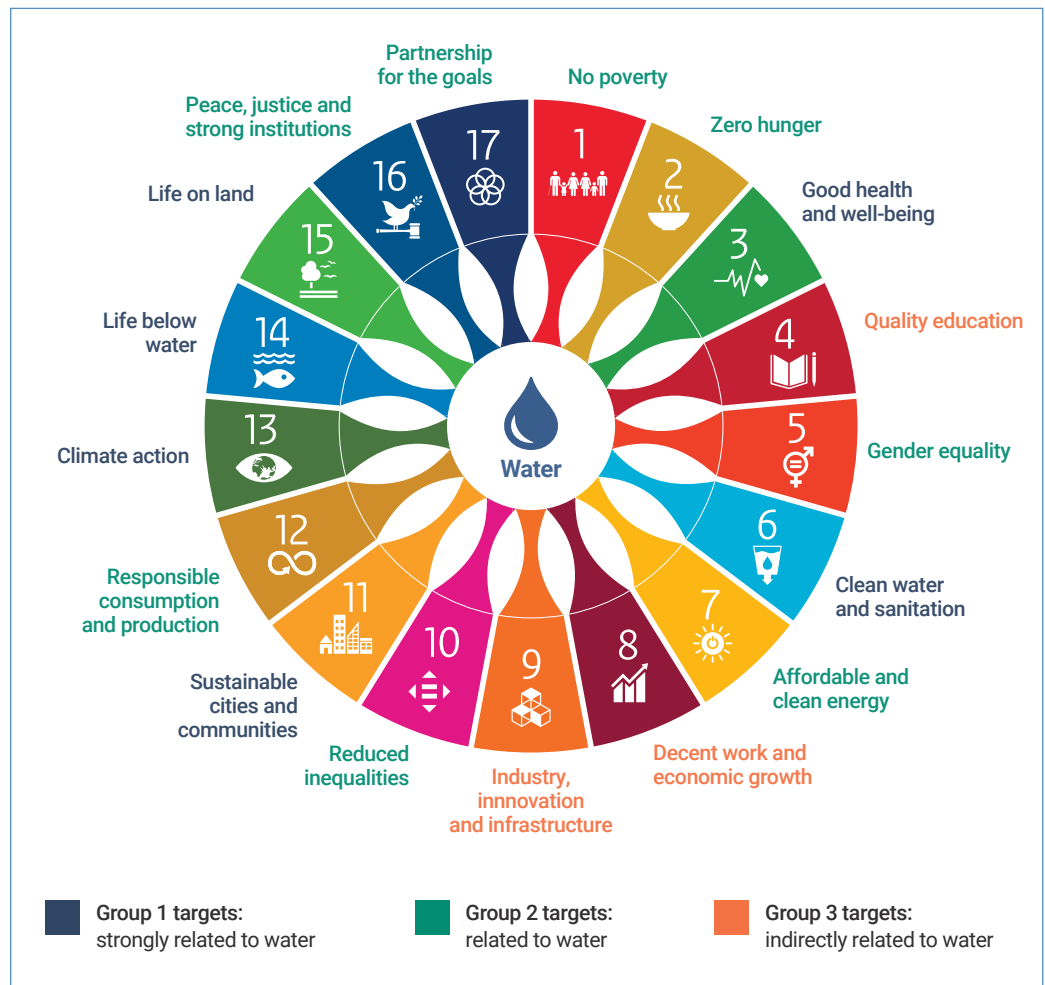 Partnership
for the goals
No poverty
Peace, justice and
strong institutions
Zero hunger
Life on land
Good health
and well-being
17
1
16
2
15
3
Life below
water
14
4
Quality education
Climate action
13
5
Gender equality
Water
12
6
Responsible
consumption
and production
Clean water
and sanitation
11
7
10
9
8
Sustainable
cities and
communities
Affordable and
clean energy
Reduced
inequalities
Industry,
innnovation
and infrastructure
Decent work and
economic growth
Group 1 targets:
strongly related to water
Group 2 targets:
related to water
Group 3 targets:
indirectly related to water